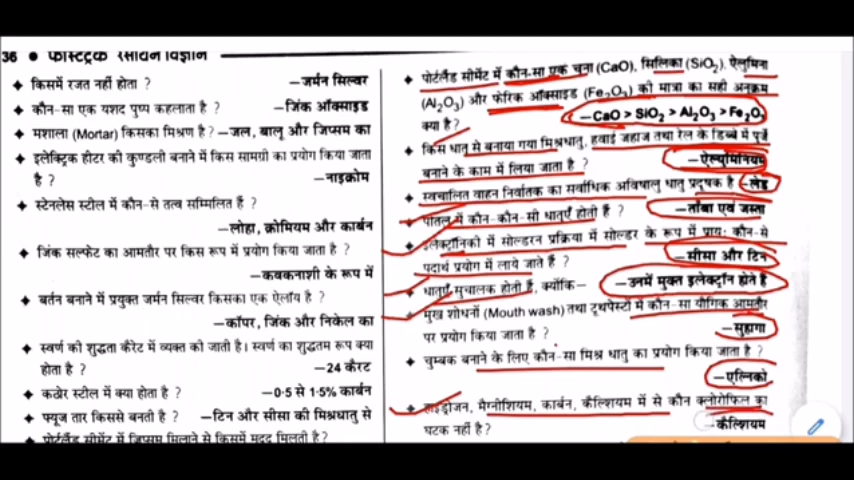 36 ● फास्टट्रैक रसायन विज्ञान
✦ किसमें रजत नहीं होता ? –जर्मन सिल्वर
✦ कौन-सा एक यशद पुष्प कहलाता है ? –जिंक ऑक्साइड
✦ मशाला (Mortar) किसका मिश्रण है ? –जल, बालू और जिप्सम का
✦ इलेक्ट्रिक हीटर की कुण्डली बनाने में किस सामग्री का प्रयोग किया जाता
है ? –नाइक्रोम
✦ स्टेनलेस स्टील में कौन-से तत्व सम्मिलित हैं ?
–लोहा, क्रोमियम और कार्बन
✦ जिंक सल्फेट का आमतौर पर किस रूप में प्रयोग किया जाता है ?
–कवकनाशी के रूप में
✦ बर्तन बनाने में प्रयुक्त जर्मन सिल्वर किसका एक ऐलॉय है ?
–कॉपर, जिंक और निकेल का
✦ स्वर्ण की शुद्धता कैरेट में व्यक्त की जाती है। स्वर्ण का शुद्धतम रूप क्या
होता है ? –24 कैरट
✦ कठोर स्टील में क्या होता है ? –0·5 से 1·5% कार्बन
✦ फ्यूज तार किससे बनती है ? –टिन और सीसा की मिश्रधातु से
पोर्टलैंड सीमेंट में जिप्सम मिलाने से किसमें मदद मिलती है?
✦ पोर्टलैंड सीमेंट में कौन-सा एक चूना (CaO), सिलिका (SiO₂), ऐलुमिना
(Al₂O₃) और फेरिक ऑक्साइड (Fe₂O₃) की मात्रा का सही अनुक्रम
क्या है? –CaO > SiO₂ > Al₂O₃ > Fe₂O₃
✦ किस धातु से बनाया गया मिश्रधातु, हवाई जहाज तथा रेल के डिब्बे में पुर्जे
बनाने के काम में लिया जाता है ? –ऐल्युमिनियम
✦ स्वचालित वाहन निर्वातक का सर्वाधिक अविषालु धातु प्रदूषक है –लेड
✦ पीतल में कौन-कौन-सी धातुएँ होती हैं ? –तांबा एवं जस्ता
✦ इलेक्ट्रॉनिकी में सोल्डरन प्रक्रिया में सोल्डर के रूप में प्रायः कौन-से
पदार्थ प्रयोग में लाये जाते हैं ? –सीसा और टिन
✦ धातुएँ सुचालक होती हैं, क्योंकि– –उनमें मुक्त इलेक्ट्रॉन होते हैं
✦ मुख शोधनों (Mouth wash) तथा टूथपेस्टों में कौन-सा यौगिक आमतौर
पर प्रयोग किया जाता है ? –सुहागा
✦ चुम्बक बनाने के लिए कौन-सा मिश्र धातु का प्रयोग किया जाता है ?
–एल्निको
✦ हाइड्रोजन, मैग्नीशियम, कार्बन, कैल्शियम में से कौन क्लोरोफिल का
घटक नहीं है? –कैल्शियम